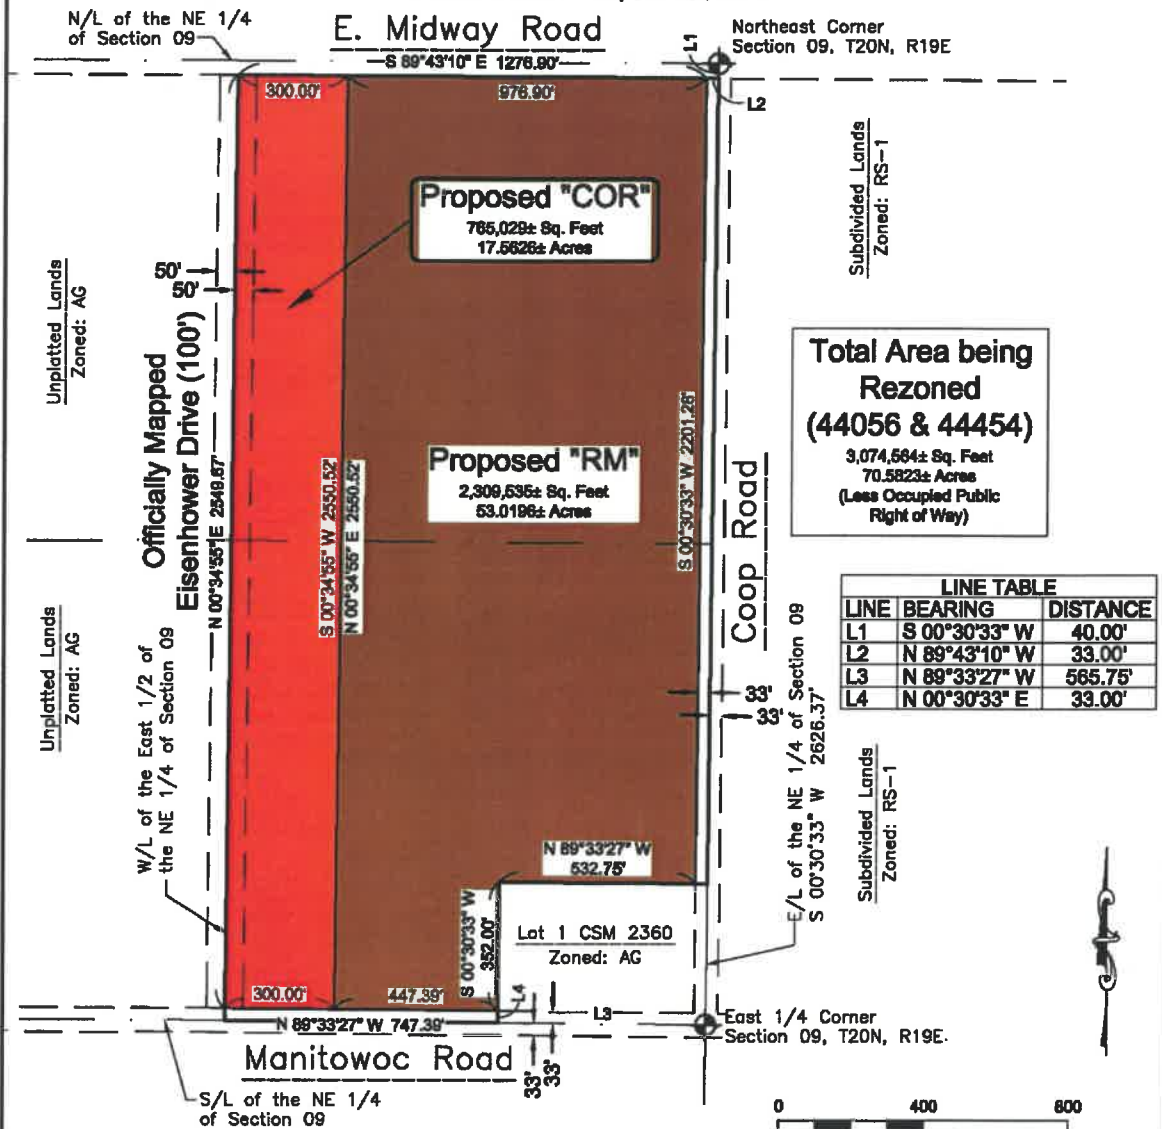 N/L of the NE 1/4
of Section 09
E. Midway Road
S 89°43'10" E 1276.90'
L1
Northeast Corner
Section 09, T20N, R19E
300.00'
976.90'
L2
Proposed "COR"
765,029± Sq. Feet
17.5626± Acres
Subdivided Lands
Zoned: RS-1
50'
50'
Unplatted Lands
Zoned: AG
Officially Mapped
Eisenhower Drive (100')
N 00°34'55" E 2549.67'
S 00°34'55" W 2550.52'
N 00°34'55" E 2550.52'
Proposed "RM"
2,309,535± Sq. Feet
53.0196± Acres
S 00°30'33" W 2201.28'
Coop Road
Total Area being
Rezoned
(44056 & 44454)
3,074,564± Sq. Feet
70.5823± Acres
(Less Occupied Public
Right of Way)
LINE TABLE
LINE BEARING DISTANCE
L1 S 00°30'33" W 40.00'
L2 N 89°43'10" W 33.00'
L3 N 89°33'27" W 565.75'
L4 N 00°30'33" E 33.00'
Unplatted Lands
Zoned: AG
W/L of the East 1/2 of
the NE 1/4 of Section 09
33'
33'
E/L of the NE 1/4 of Section 09
S 00°30'33" W 2626.37'
Subdivided Lands
Zoned: RS-1
N 89°33'27" W
532.75'
S 00°30'33" W
352.00'
Lot 1 CSM 2360
Zoned: AG
300.00'
447.39'
L4
L3
N 89°33'27" W 747.39'
East 1/4 Corner
Section 09, T20N, R19E.
Manitowoc Road
33'
33'
S/L of the NE 1/4
of Section 09
0 400 800